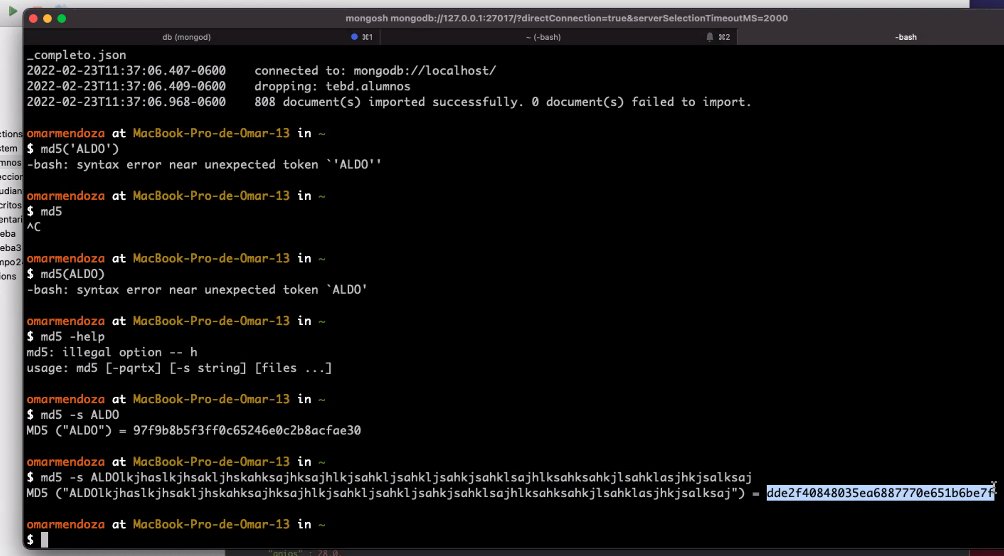 mongosh mongodb://127.0.0.1:27017/?directConnection=true&serverSelectionTimeoutMS=2000
db (mongod) ⌘1 ~ (-bash) ⌘2 -bash
_completo.json
2022-02-23T11:37:06.407-0600 connected to: mongodb://localhost/
2022-02-23T11:37:06.409-0600 dropping: tebd.alumnos
2022-02-23T11:37:06.968-0600 808 document(s) imported successfully. 0 document(s) failed to import.
omarmendoza at MacBook-Pro-de-Omar-13 in ~
$ md5('ALDO')
-bash: syntax error near unexpected token `'ALDO''
omarmendoza at MacBook-Pro-de-Omar-13 in ~
$ md5
^C
omarmendoza at MacBook-Pro-de-Omar-13 in ~
$ md5(ALDO)
-bash: syntax error near unexpected token `ALDO'
omarmendoza at MacBook-Pro-de-Omar-13 in ~
$ md5 -help
md5: illegal option -- h
usage: md5 [-pqrtx] [-s string] [files ...]
omarmendoza at MacBook-Pro-de-Omar-13 in ~
$ md5 -s ALDO
MD5 ("ALDO") = 97f9b8b5f3ff0c65246e0c2b8acfae30
omarmendoza at MacBook-Pro-de-Omar-13 in ~
$ md5 -s ALDOlkjhaslkjhsakljhskahksajhksajhlkjsahkljsahkljsahkjsahklsajhlksahksahkjlsahklasjhkjsalksaj
MD5 ("ALDOlkjhaslkjhsakljhskahksajhksajhlkjsahkljsahkljsahkjsahklsajhlksahksahkjlsahklasjhkjsalksaj") = dde2f40848035ea6887770e651b6be7f
omarmendoza at MacBook-Pro-de-Omar-13 in ~
$